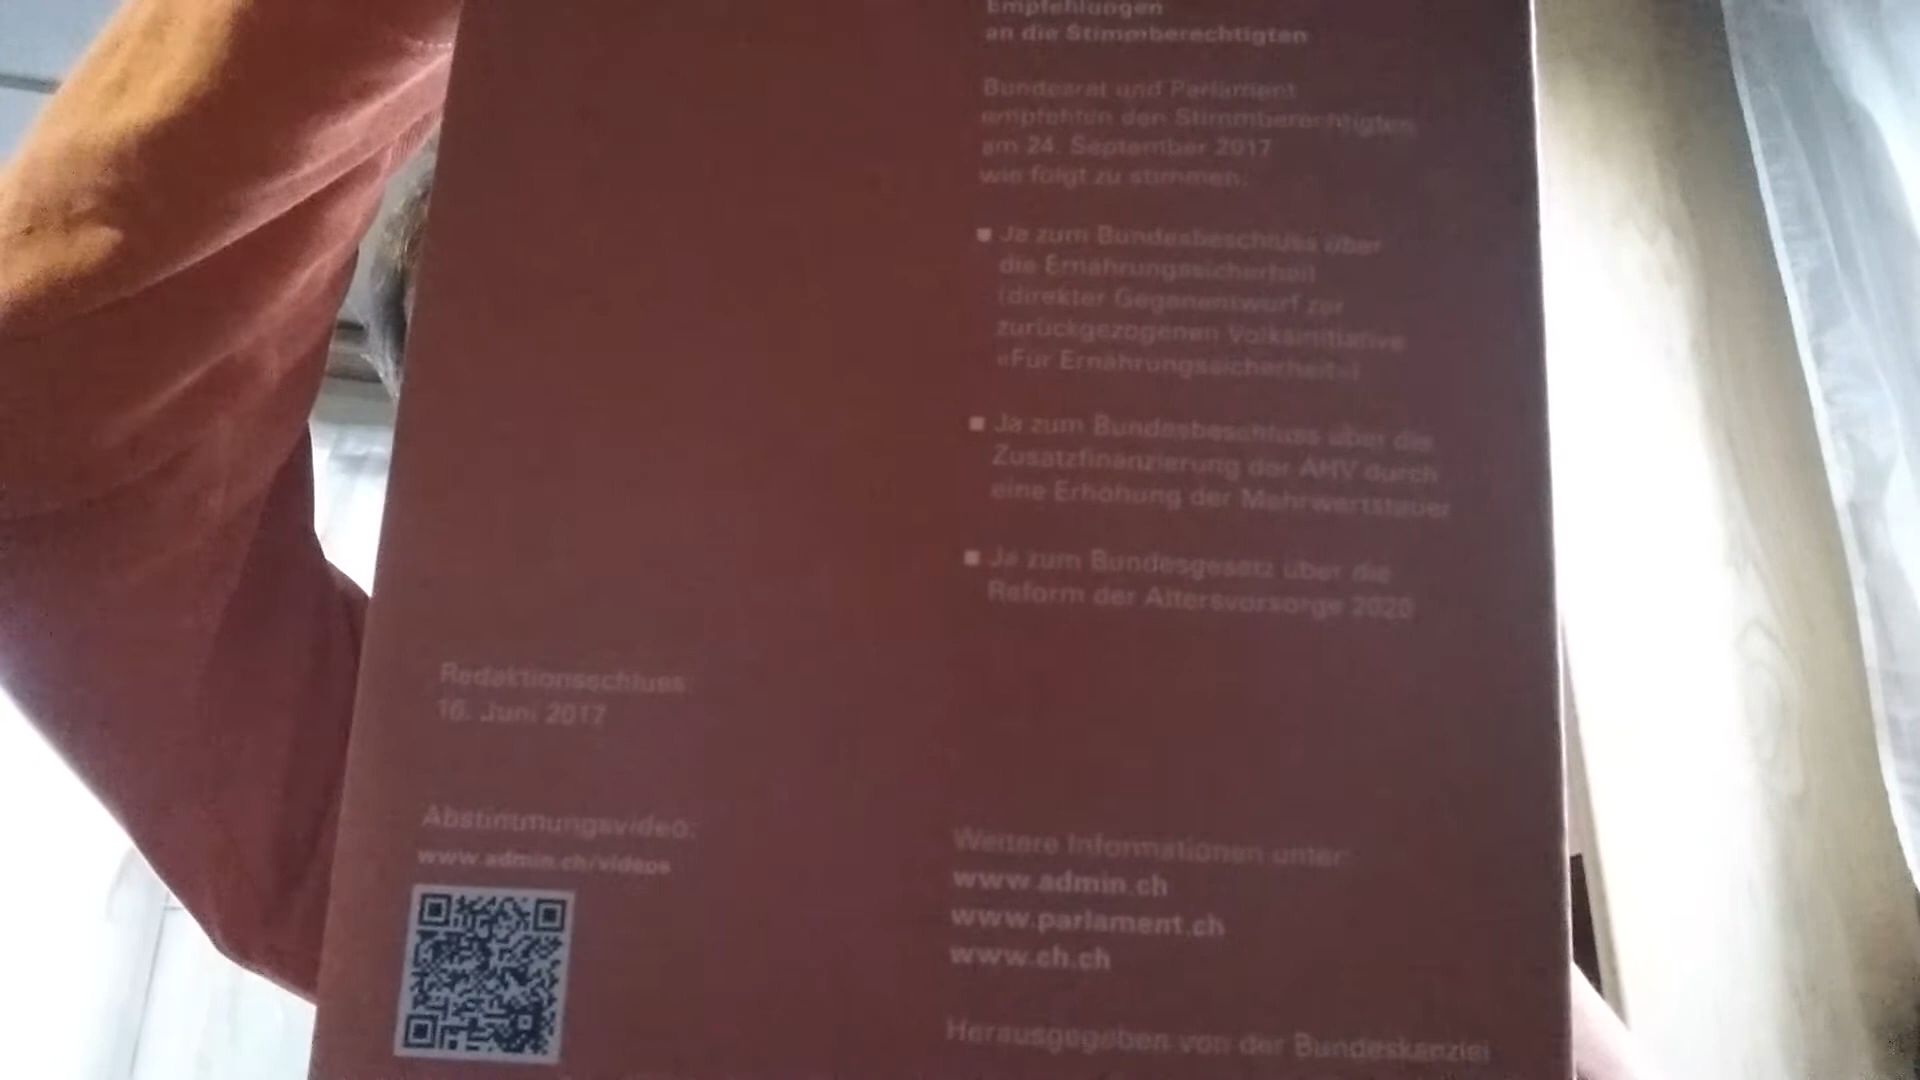 Empfehlungen
an die Stimmberechtigten
Bundesrat und Parlament
empfehlen den Stimmberechtigten,
am 24. September 2017
wie folgt zu stimmen:
Ja zum Bundesbeschluss über
die Ernährungssicherheit
(direkter Gegenentwurf zur
zurückgezogenen Volksinitiative
«Für Ernährungssicherheit»)
Ja zum Bundesbeschluss über die
Zusatzfinanzierung der AHV durch
eine Erhöhung der Mehrwertsteuer
Ja zum Bundesgesetz über die
Reform der Altersvorsorge 2020
Redaktionsschluss:
16. Juni 2017
Abstimmungsvideo:
www.admin.ch/videos
Weitere Informationen unter:
www.admin.ch
www.parlament.ch
www.ch.ch
Herausgegeben von der Bundeskanzlei